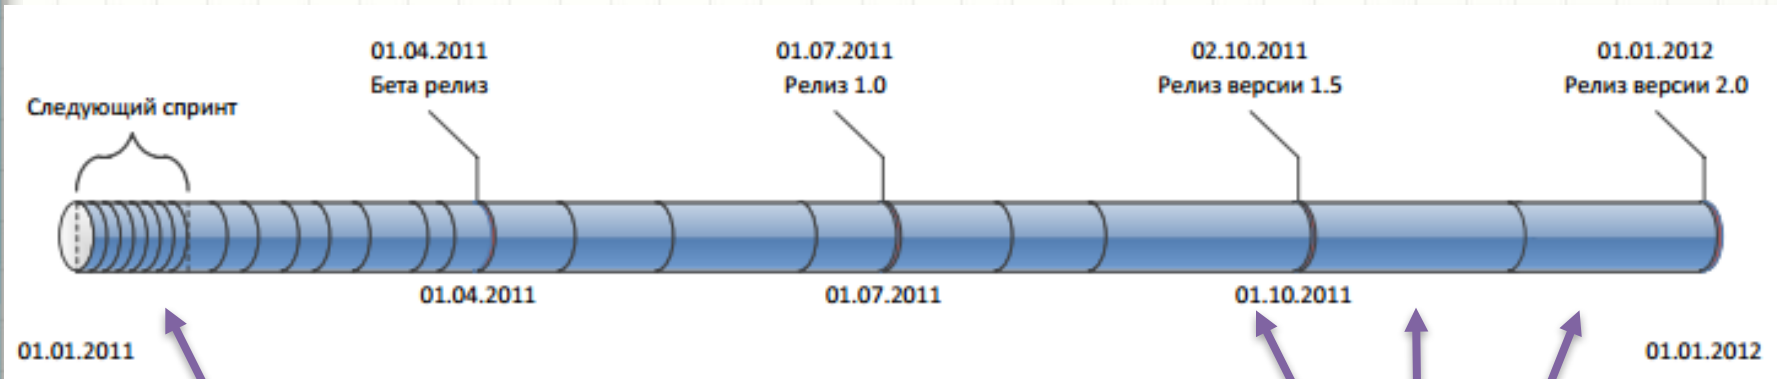 01.04.2011
Бета релиз
01.07.2011
Релиз 1.0
02.10.2011
Релиз версии 1.5
01.01.2012
Релиз версии 2.0
Следующий спринт
01.04.2011
01.07.2011
01.10.2011
01.01.2011
01.01.2012